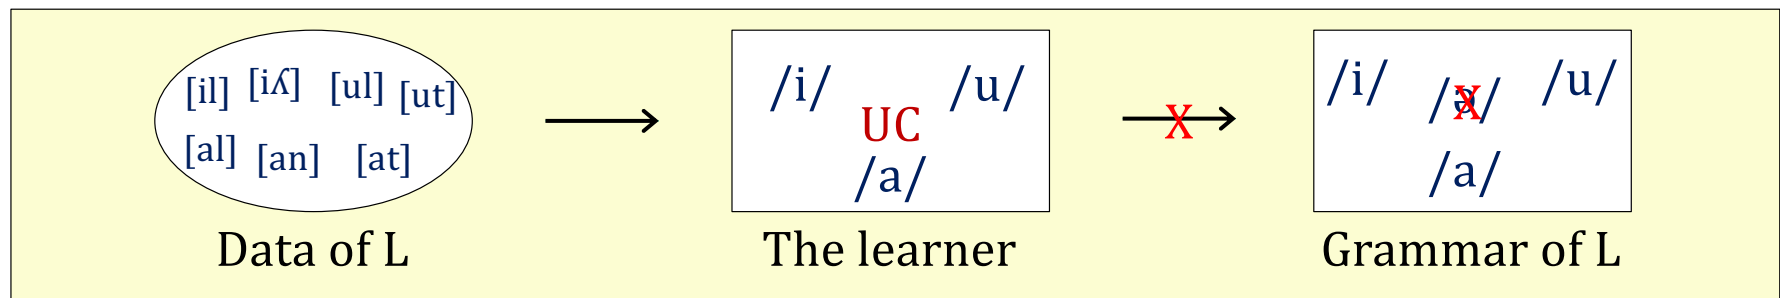 [il] [iʎ] [ul] [ut]
[al] [an] [at]
Data of L
/i/ /u/
UC
/a/
The learner
X
/i/ /ə/ /u/
X
/a/
Grammar of L